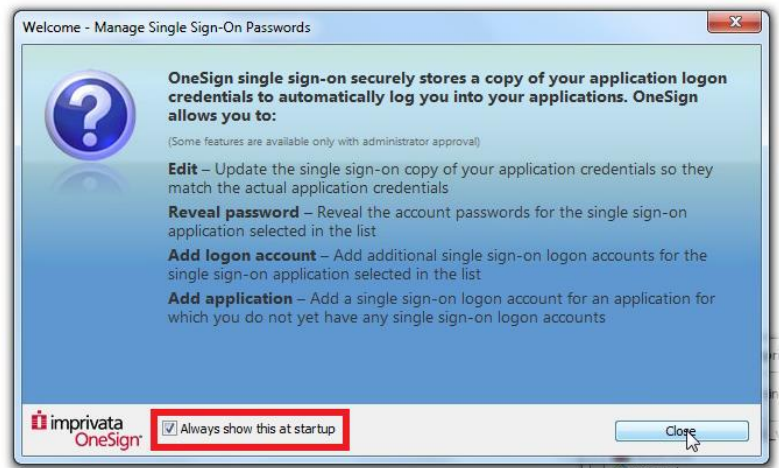 Welcome - Manage Single Sign-On Passwords
OneSign single sign-on securely stores a copy of your application logon
credentials to automatically log you into your applications. OneSign
allows you to:
(Some features are available only with administrator approval)
Edit – Update the single sign-on copy of your application credentials so they
match the actual application credentials
Reveal password – Reveal the account passwords for the single sign-on
application selected in the list
Add logon account – Add additional single sign-on logon accounts for the
single sign-on application selected in the list
Add application – Add a single sign-on logon account for an application for
which you do not yet have any single sign-on logon accounts
imprivata
OneSign
Always show this at startup
Close